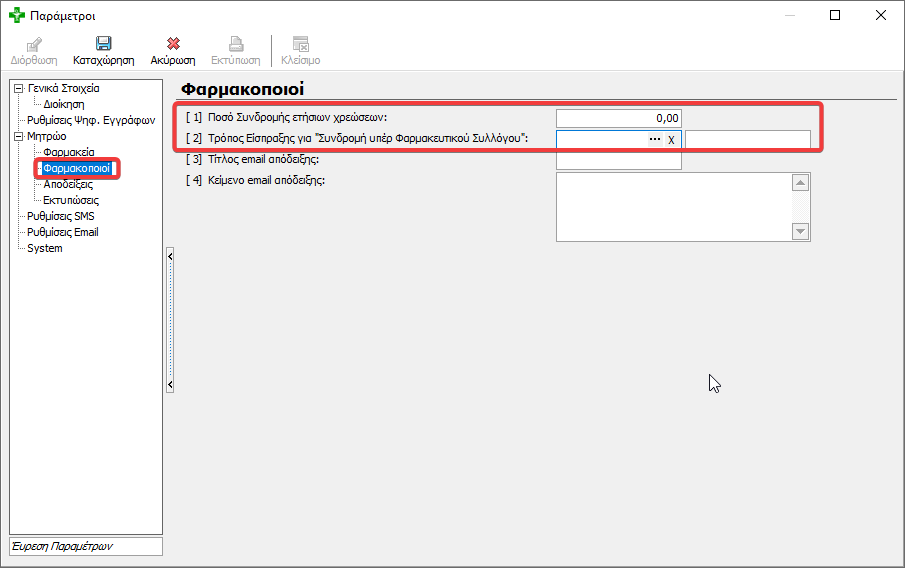 Παράμετροι
Διόρθωση Καταχώρηση Ακύρωση Εκτύπωση Κλείσιμο
Γενικά Στοιχεία
Διοίκηση
Ρυθμίσεις Ψηφ. Εγγράφων
Μητρώο
Φαρμακεία
Φαρμακοποιοί
Αποδείξεις
Εκτυπώσεις
Ρυθμίσεις SMS
Ρυθμίσεις Email
System
Έυρεση Παραμέτρων
Φαρμακοποιοί
[ 1] Ποσό Συνδρομής ετήσιων χρεώσεων: 0,00
[ 2] Τρόπος Είσπραξης για "Συνδρομή υπέρ Φαρμακευτικού Συλλόγου": ... X
[ 3] Τίτλος email απόδειξης:
[ 4] Κείμενο email απόδειξης: